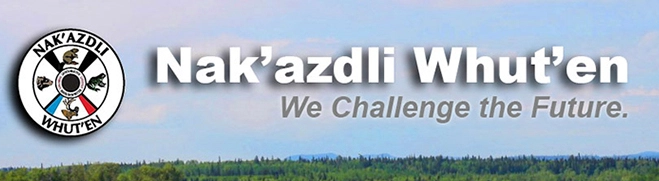 NAK'AZDLI
WHUT'EN
Nak'azdli Whut'en
We Challenge the Future.